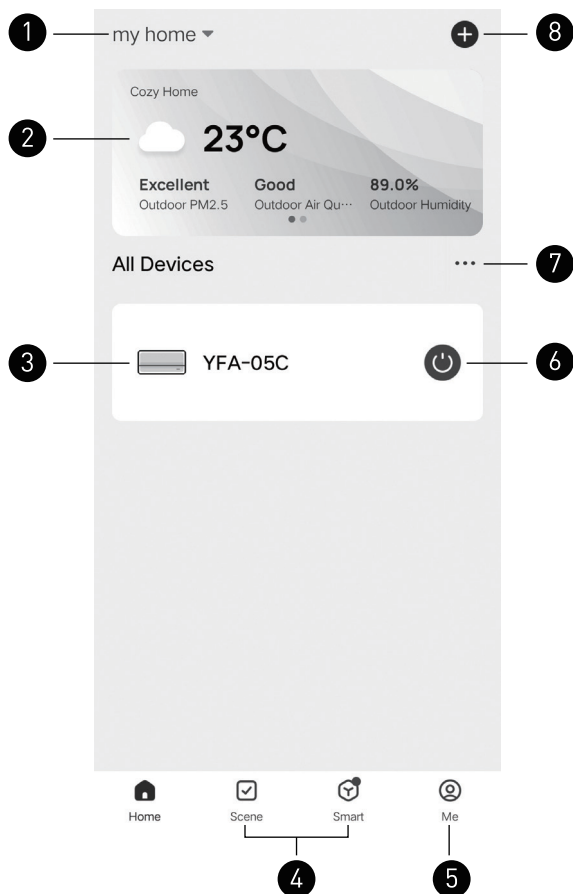 1 my home 8
Cozy Home
2 23°C
Excellent Good 89.0%
Outdoor PM2.5 Outdoor Air Qu··· Outdoor Humidity
All Devices ··· 7
3 YFA-05C 6
Home Scene Smart Me
4 5